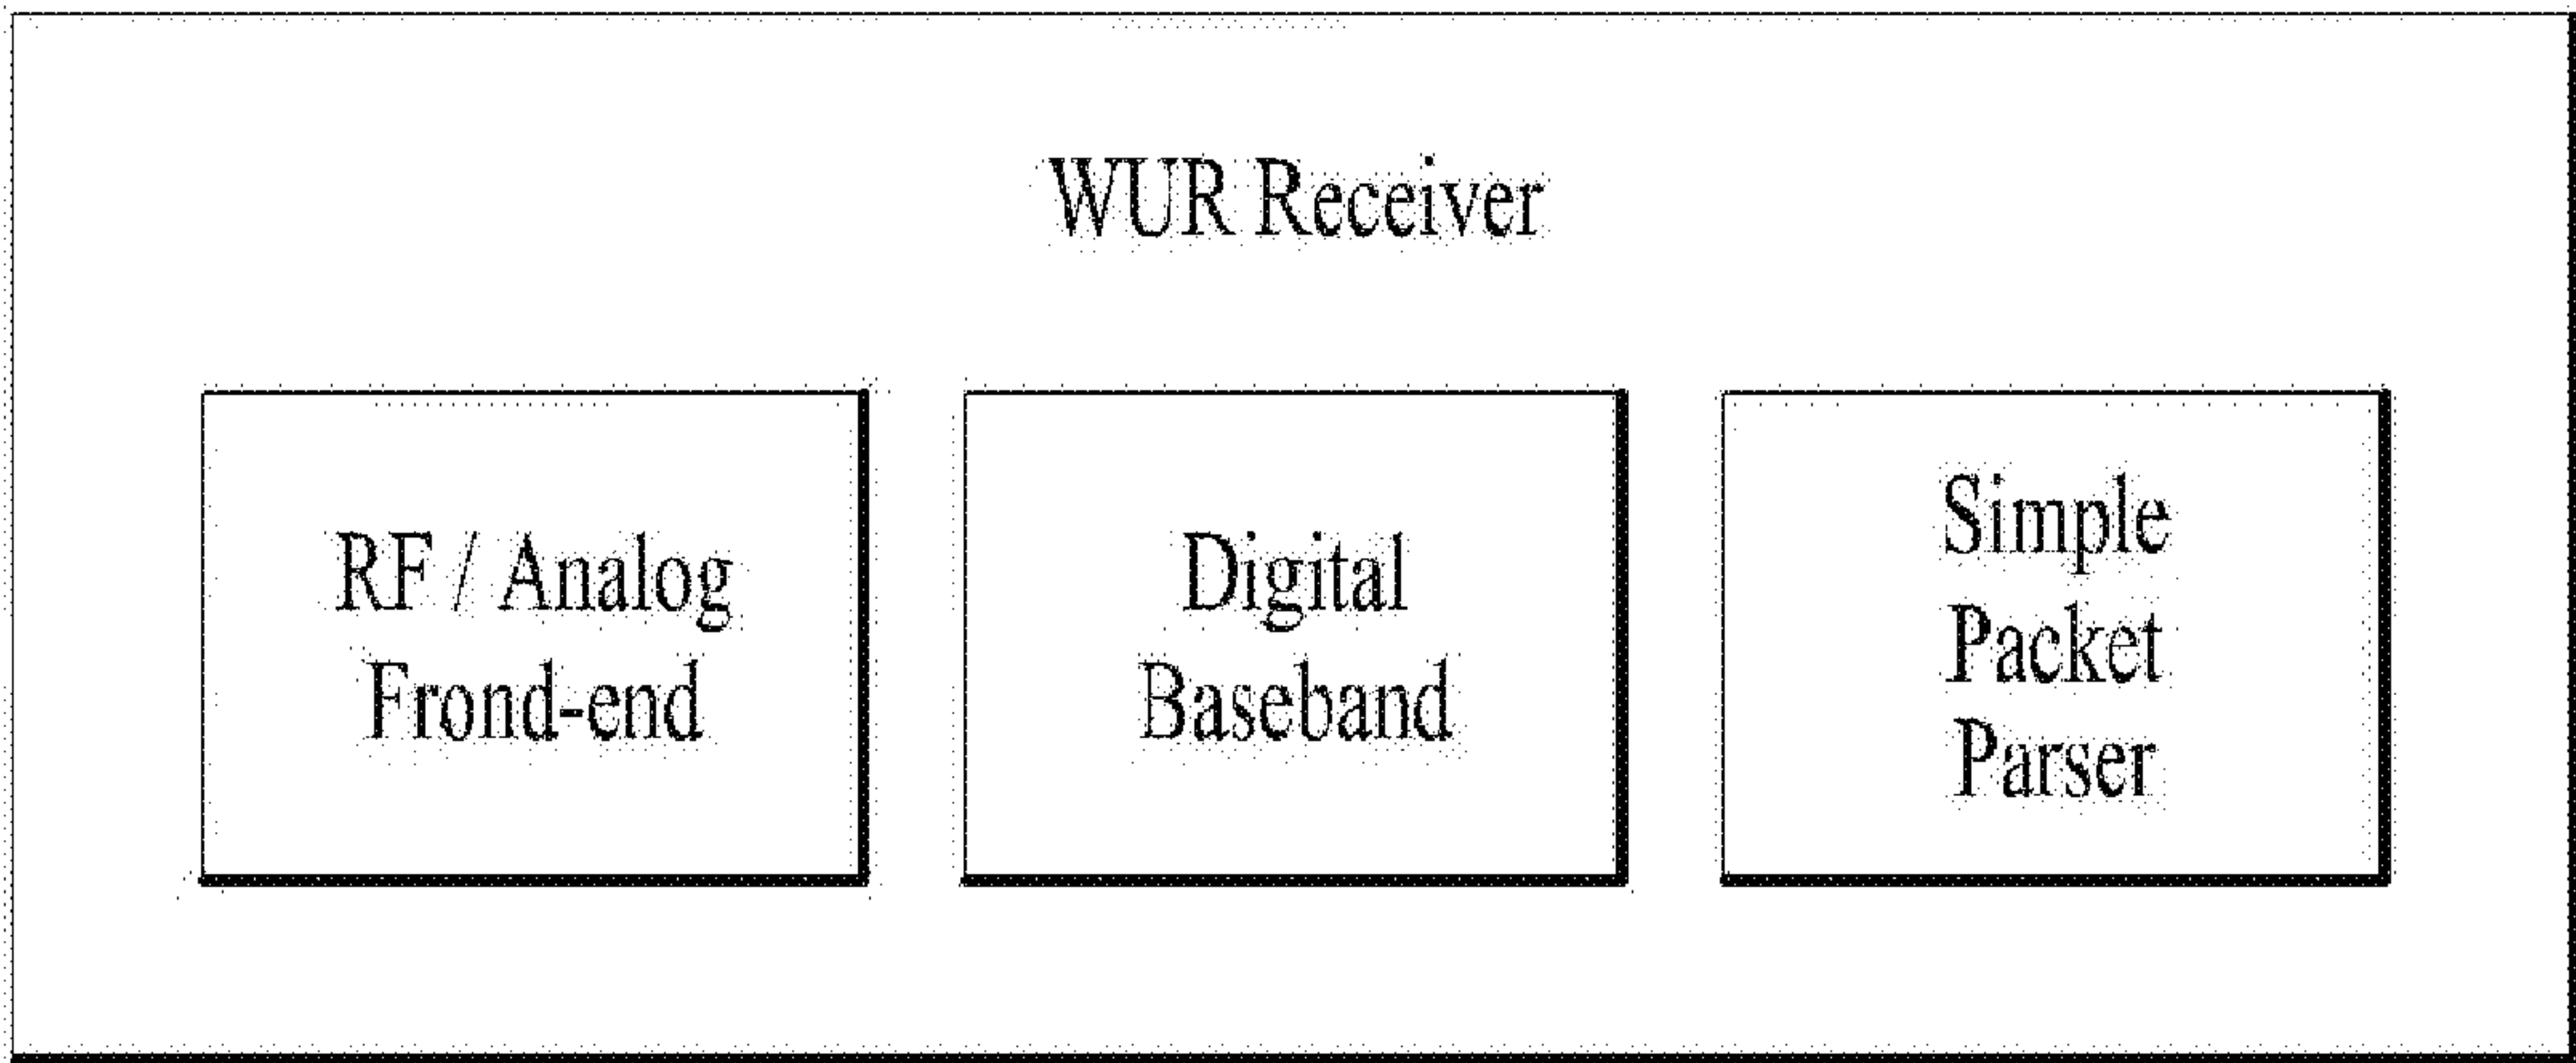 WUR Receiver
RF / Analog
Frond-end
Digital
Baseband
Simple
Packet
Parser